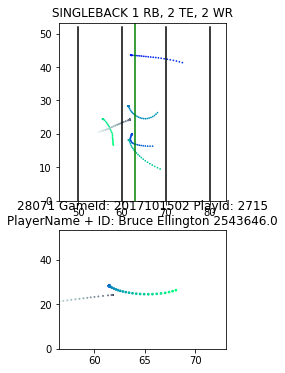 SINGLEBACK 1 RB, 2 TE, 2 WR
50
40
30
20
10
0
50 60 70 80
28071 GameId: 2017101502 PlayId: 2715
PlayerName + ID: Bruce Ellington 2543646.0
40
20
0
60 65 70